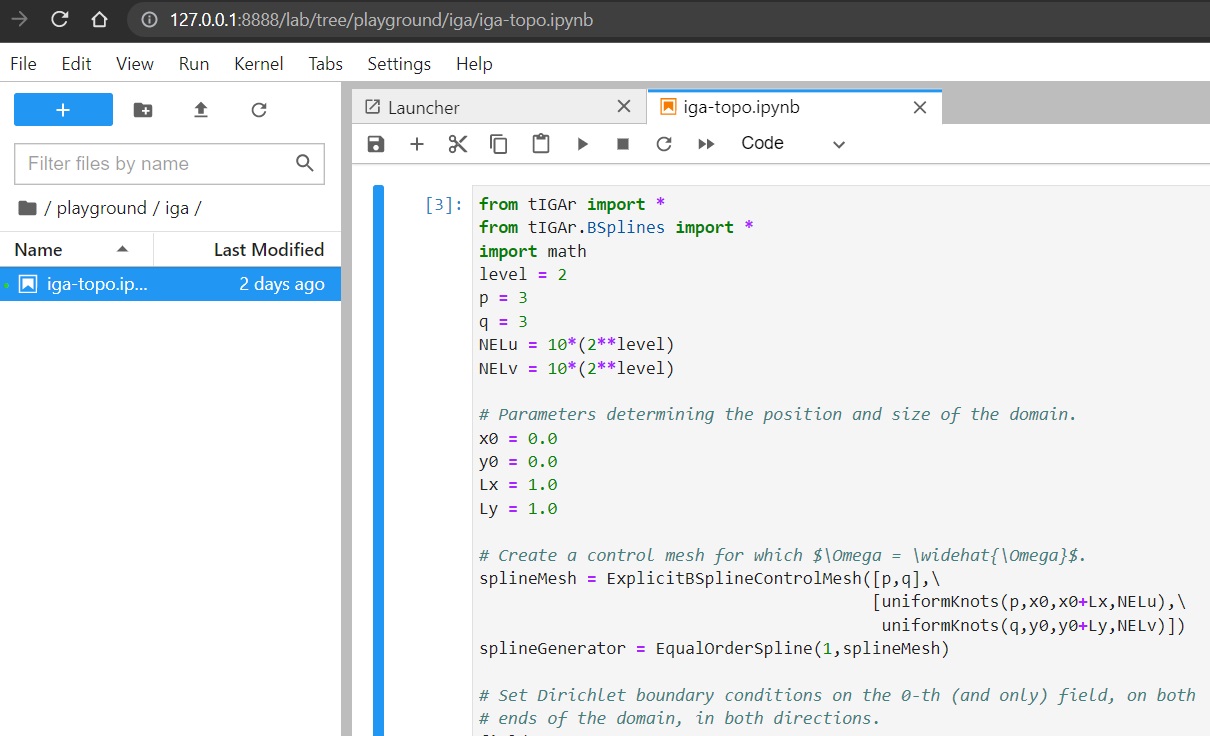 127.0.0.1:8888/lab/tree/playground/iga/iga-topo.ipynb
File Edit View Run Kernel Tabs Settings Help
+
Filter files by name
/ playground / iga /
Name Last Modified
iga-topo.ip... 2 days ago
Launcher iga-topo.ipynb
Code
[3]: from tIGAr import *
from tIGAr.BSplines import *
import math
level = 2
p = 3
q = 3
NELu = 10*(2**level)
NELv = 10*(2**level)
# Parameters determining the position and size of the domain.
x0 = 0.0
y0 = 0.0
Lx = 1.0
Ly = 1.0
# Create a control mesh for which $\Omega = \widehat{\Omega}$.
splineMesh = ExplicitBSplineControlMesh([p,q],\
[uniformKnots(p,x0,x0+Lx,NELu),\
uniformKnots(q,y0,y0+Ly,NELv)])
splineGenerator = EqualOrderSpline(1,splineMesh)
# Set Dirichlet boundary conditions on the 0-th (and only) field, on both
# ends of the domain, in both directions.